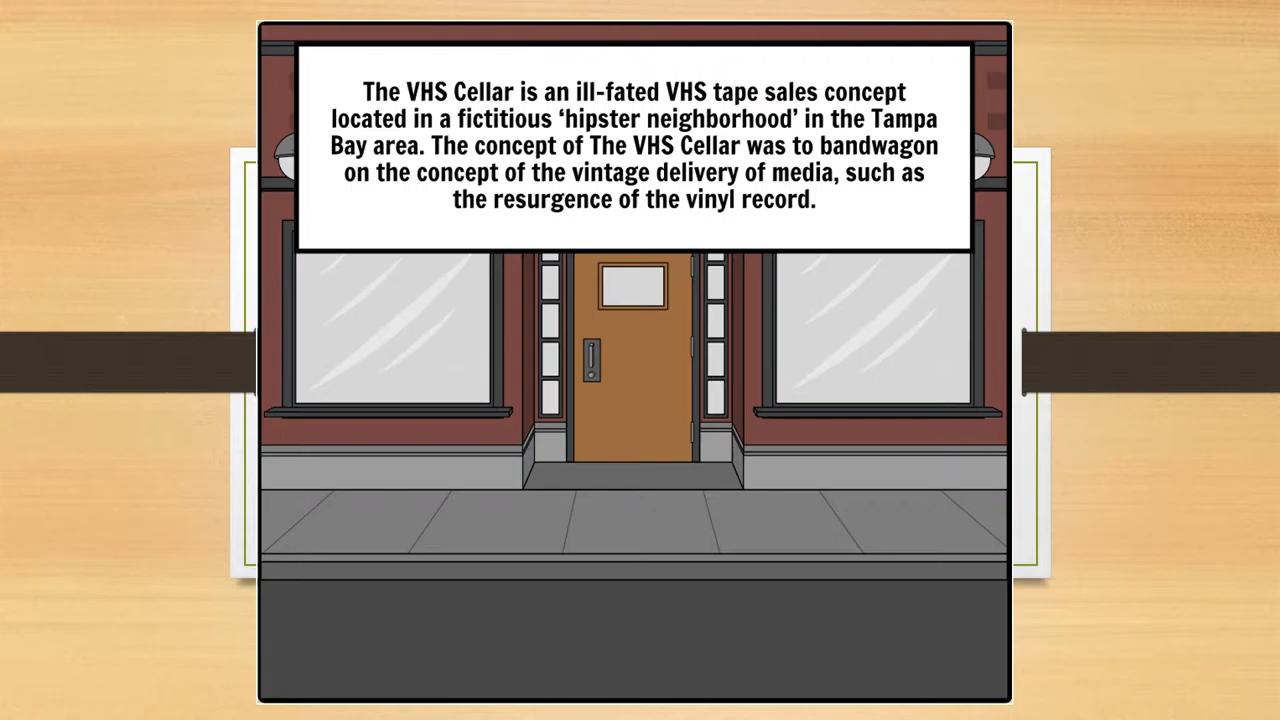 The VHS Cellar is an ill-fated VHS tape sales concept
located in a fictitious ‘hipster neighborhood’ in the Tampa
Bay area. The concept of The VHS Cellar was to bandwagon
on the concept of the vintage delivery of media, such as
the resurgence of the vinyl record.